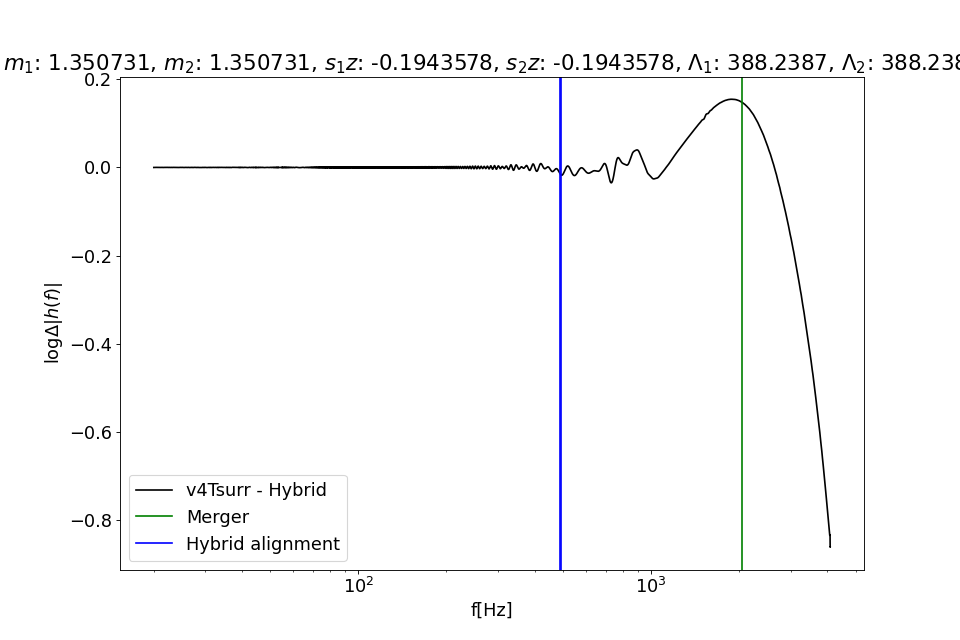 m₁: 1.350731, m₂: 1.350731, s₁z: -0.1943578, s₂z: -0.1943578, Λ₁: 388.2387, Λ₂: 388.238
0.2
0.0
−0.2
−0.4
−0.6
−0.8
logΔ|h(f)|
v4Tsurr - Hybrid
Merger
Hybrid alignment
10² 10³
f[Hz]